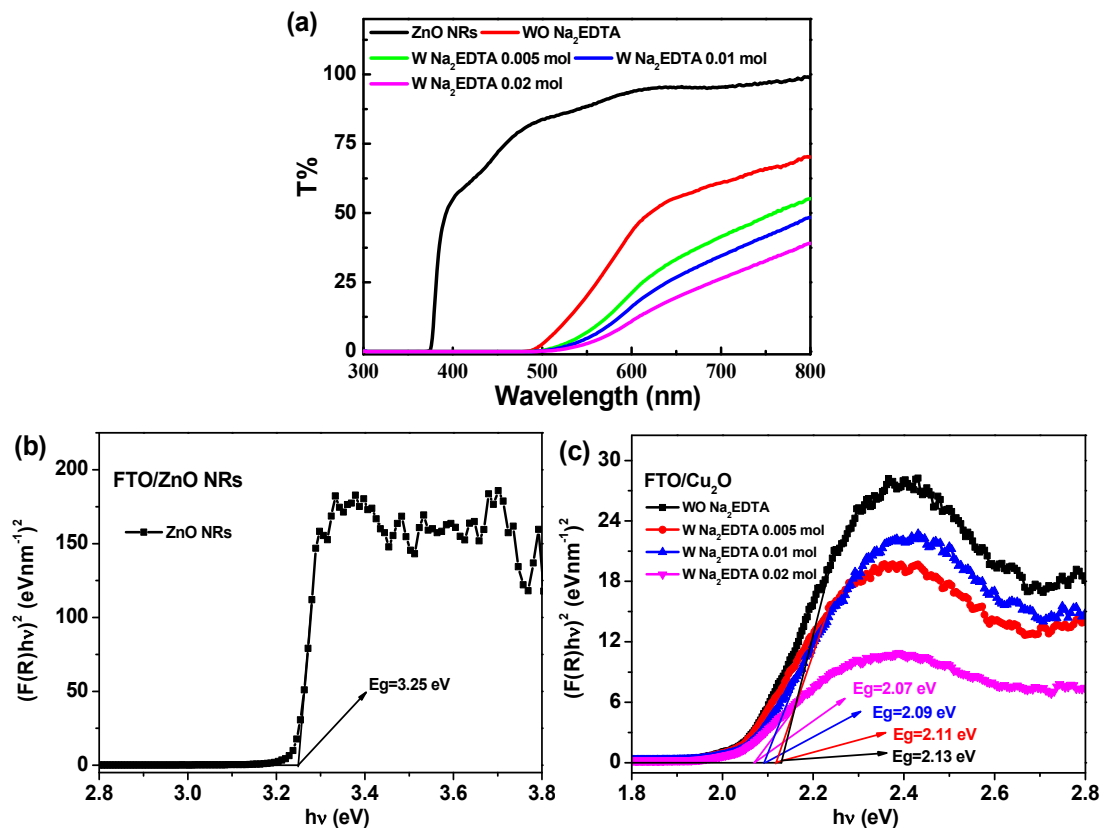 (a)
ZnO NRs WO Na₂EDTA
W Na₂EDTA 0.005 mol W Na₂EDTA 0.01 mol
W Na₂EDTA 0.02 mol
T%
100
75
50
25
0
300 400 500 600 700 800
Wavelength (nm)
(b)
FTO/ZnO NRs
ZnO NRs
(F(R)hν)² (eVnm⁻¹)²
200
150
100
50
0
Eg=3.25 eV
2.8 3.0 3.2 3.4 3.6 3.8
hν (eV)
(c)
FTO/Cu₂O
WO Na₂EDTA
W Na₂EDTA 0.005 mol
W Na₂EDTA 0.01 mol
W Na₂EDTA 0.02 mol
(F(R)hν)² (eVnm⁻¹)²
30
24
18
12
6
0
Eg=2.07 eV
Eg=2.09 eV
Eg=2.11 eV
Eg=2.13 eV
1.8 2.0 2.2 2.4 2.6 2.8
hν (eV)